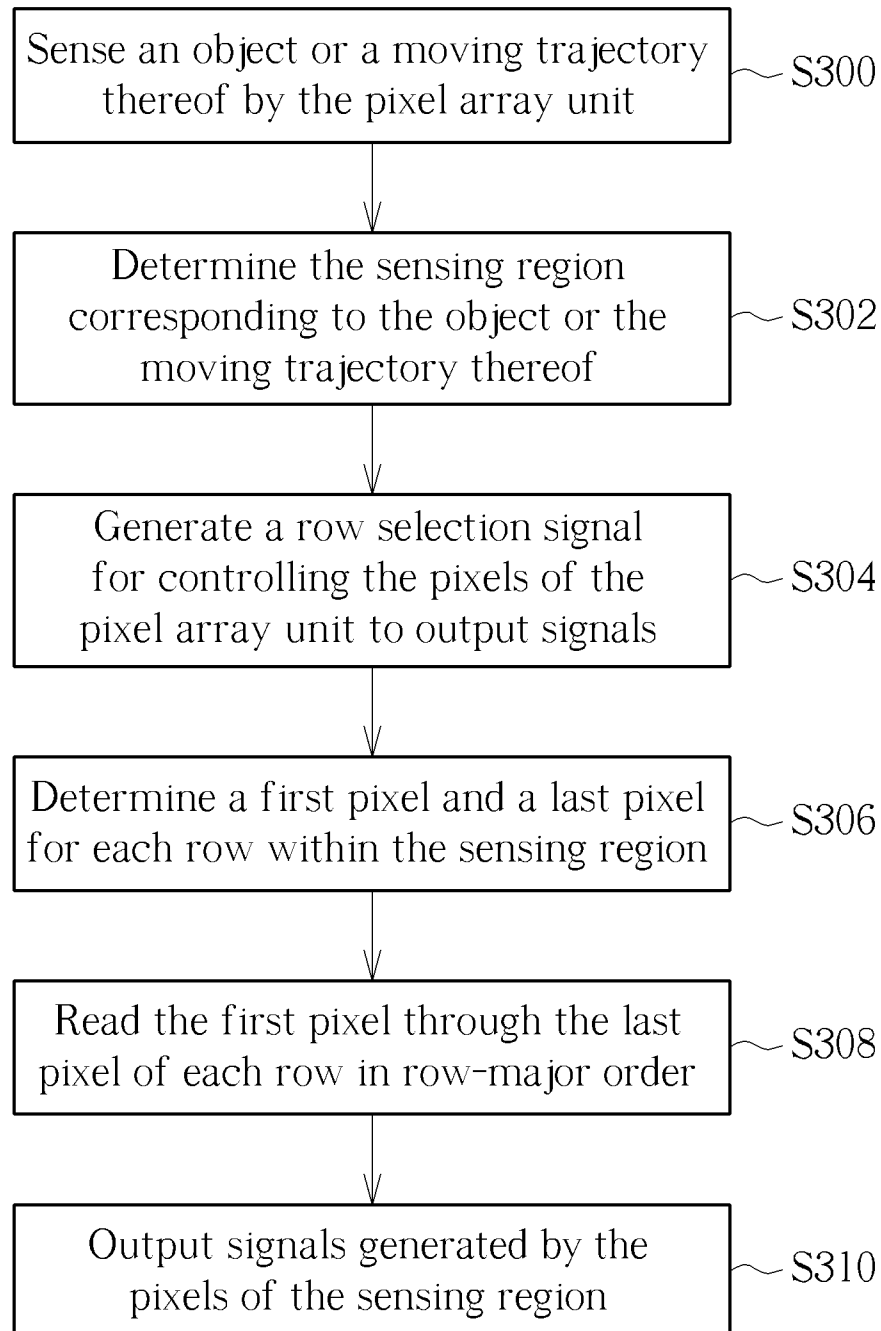 Sense an object or a moving trajectory
thereof by the pixel array unit
S300
Determine the sensing region
corresponding to the object or the
moving trajectory thereof
S302
Generate a row selection signal
for controlling the pixels of the
pixel array unit to output signals
S304
Determine a first pixel and a last pixel
for each row within the sensing region
S306
Read the first pixel through the last
pixel of each row in row-major order
S308
Output signals generated by the
pixels of the sensing region
S310